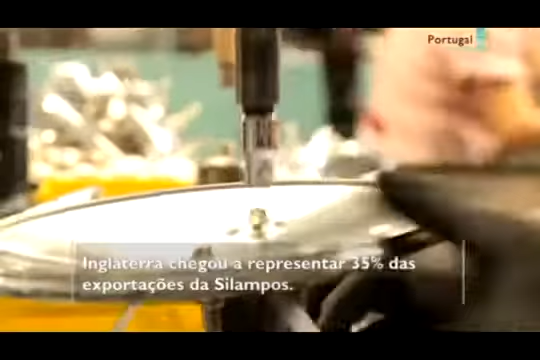 Portugal
Inglaterra chegou a representar 35% das
exportações da Silampos.